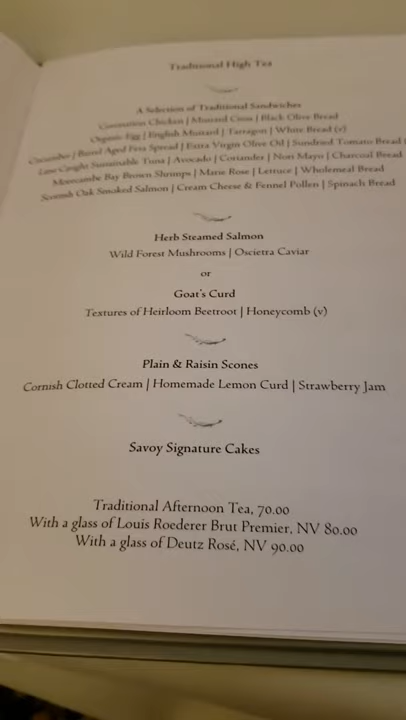 Traditional High Tea
A Selection of Traditional Sandwiches
Coronation Chicken | Mustard Cress | Black Olive Bread
Organic Egg | English Mustard | Tarragon | White Bread (v)
Cucumber | Barrel Aged Feta Spread | Extra Virgin Olive Oil | Sundried Tomato Bread
Line Caught Sustainable Tuna | Avocado | Coriander | Nori Mayo | Charcoal Bread
Morecambe Bay Brown Shrimps | Marie Rose | Lettuce | Wholemeal Bread
Scottish Oak Smoked Salmon | Cream Cheese & Fennel Pollen | Spinach Bread
Herb Steamed Salmon
Wild Forest Mushrooms | Oscietra Caviar
or
Goat's Curd
Textures of Heirloom Beetroot | Honeycomb (v)
Plain & Raisin Scones
Cornish Clotted Cream | Homemade Lemon Curd | Strawberry Jam
Savoy Signature Cakes
Traditional Afternoon Tea, 70.00
With a glass of Louis Roederer Brut Premier, NV 80.00
With a glass of Deutz Rosé, NV 90.00